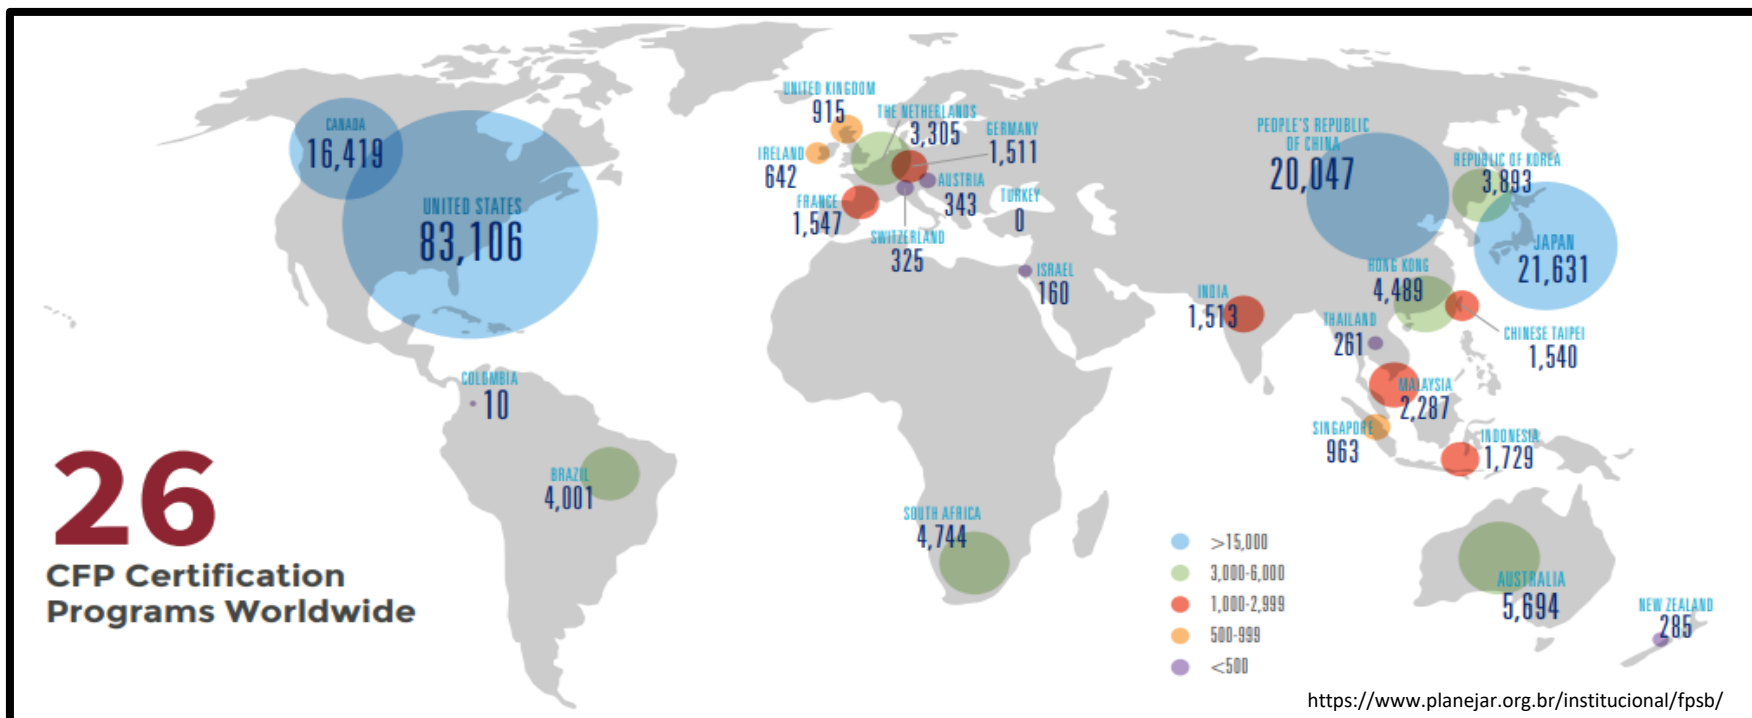 UNITED KINGDOM
915
THE NETHERLANDS
3,305
GERMANY
1,511
IRELAND
642
AUSTRIA
343
TURKEY
0
FRANCE
1,547
SWITZERLAND
325
ISRAEL
160
CANADA
16,419
UNITED STATES
83,106
PEOPLE'S REPUBLIC
OF CHINA
20,047
REPUBLIC OF KOREA
3,893
JAPAN
21,631
HONG KONG
4,489
INDIA
1,513
THAILAND
261
CHINESE TAIPEI
1,540
MALAYSIA
2,287
SINGAPORE
963
INDONESIA
1,729
COLOMBIA
10
BRAZIL
4,001
SOUTH AFRICA
4,744
AUSTRALIA
5,694
NEW ZEALAND
285
26
CFP Certification
Programs Worldwide
>15,000
3,000-6,000
1,000-2,999
500-999
<500
https://www.planejar.org.br/institucional/fpsb/